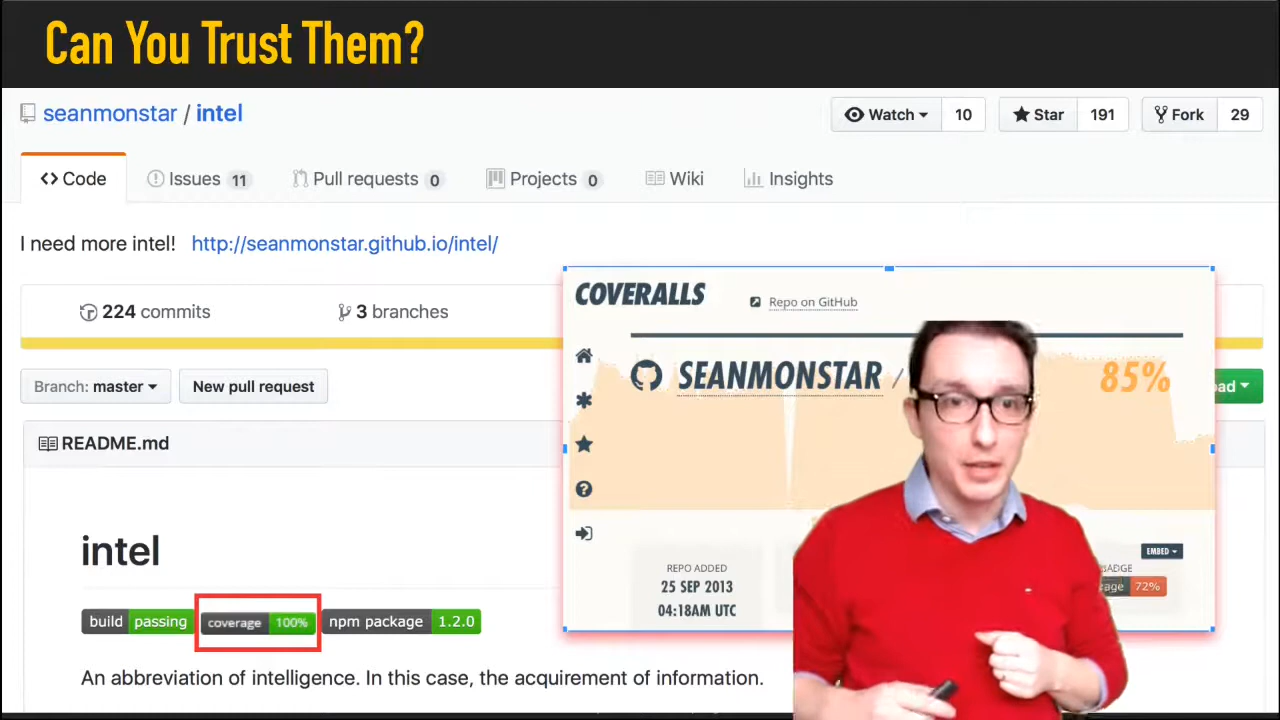 Can You Trust Them?
seanmonstar / intel
Watch 10 Star 191 Fork 29
Code Issues 11 Pull requests 0 Projects 0 Wiki Insights
I need more intel! http://seanmonstar.github.io/intel/
224 commits 3 branches
Branch: master New pull request
README.md
intel
build passing coverage 100% npm package 1.2.0
An abbreviation of intelligence. In this case, the acquirement of information.
COVERALLS Repo on GitHub
SEANMONSTAR / 85%
REPO ADDED
25 SEP 2013
04:18AM UTC
EMBED
72%